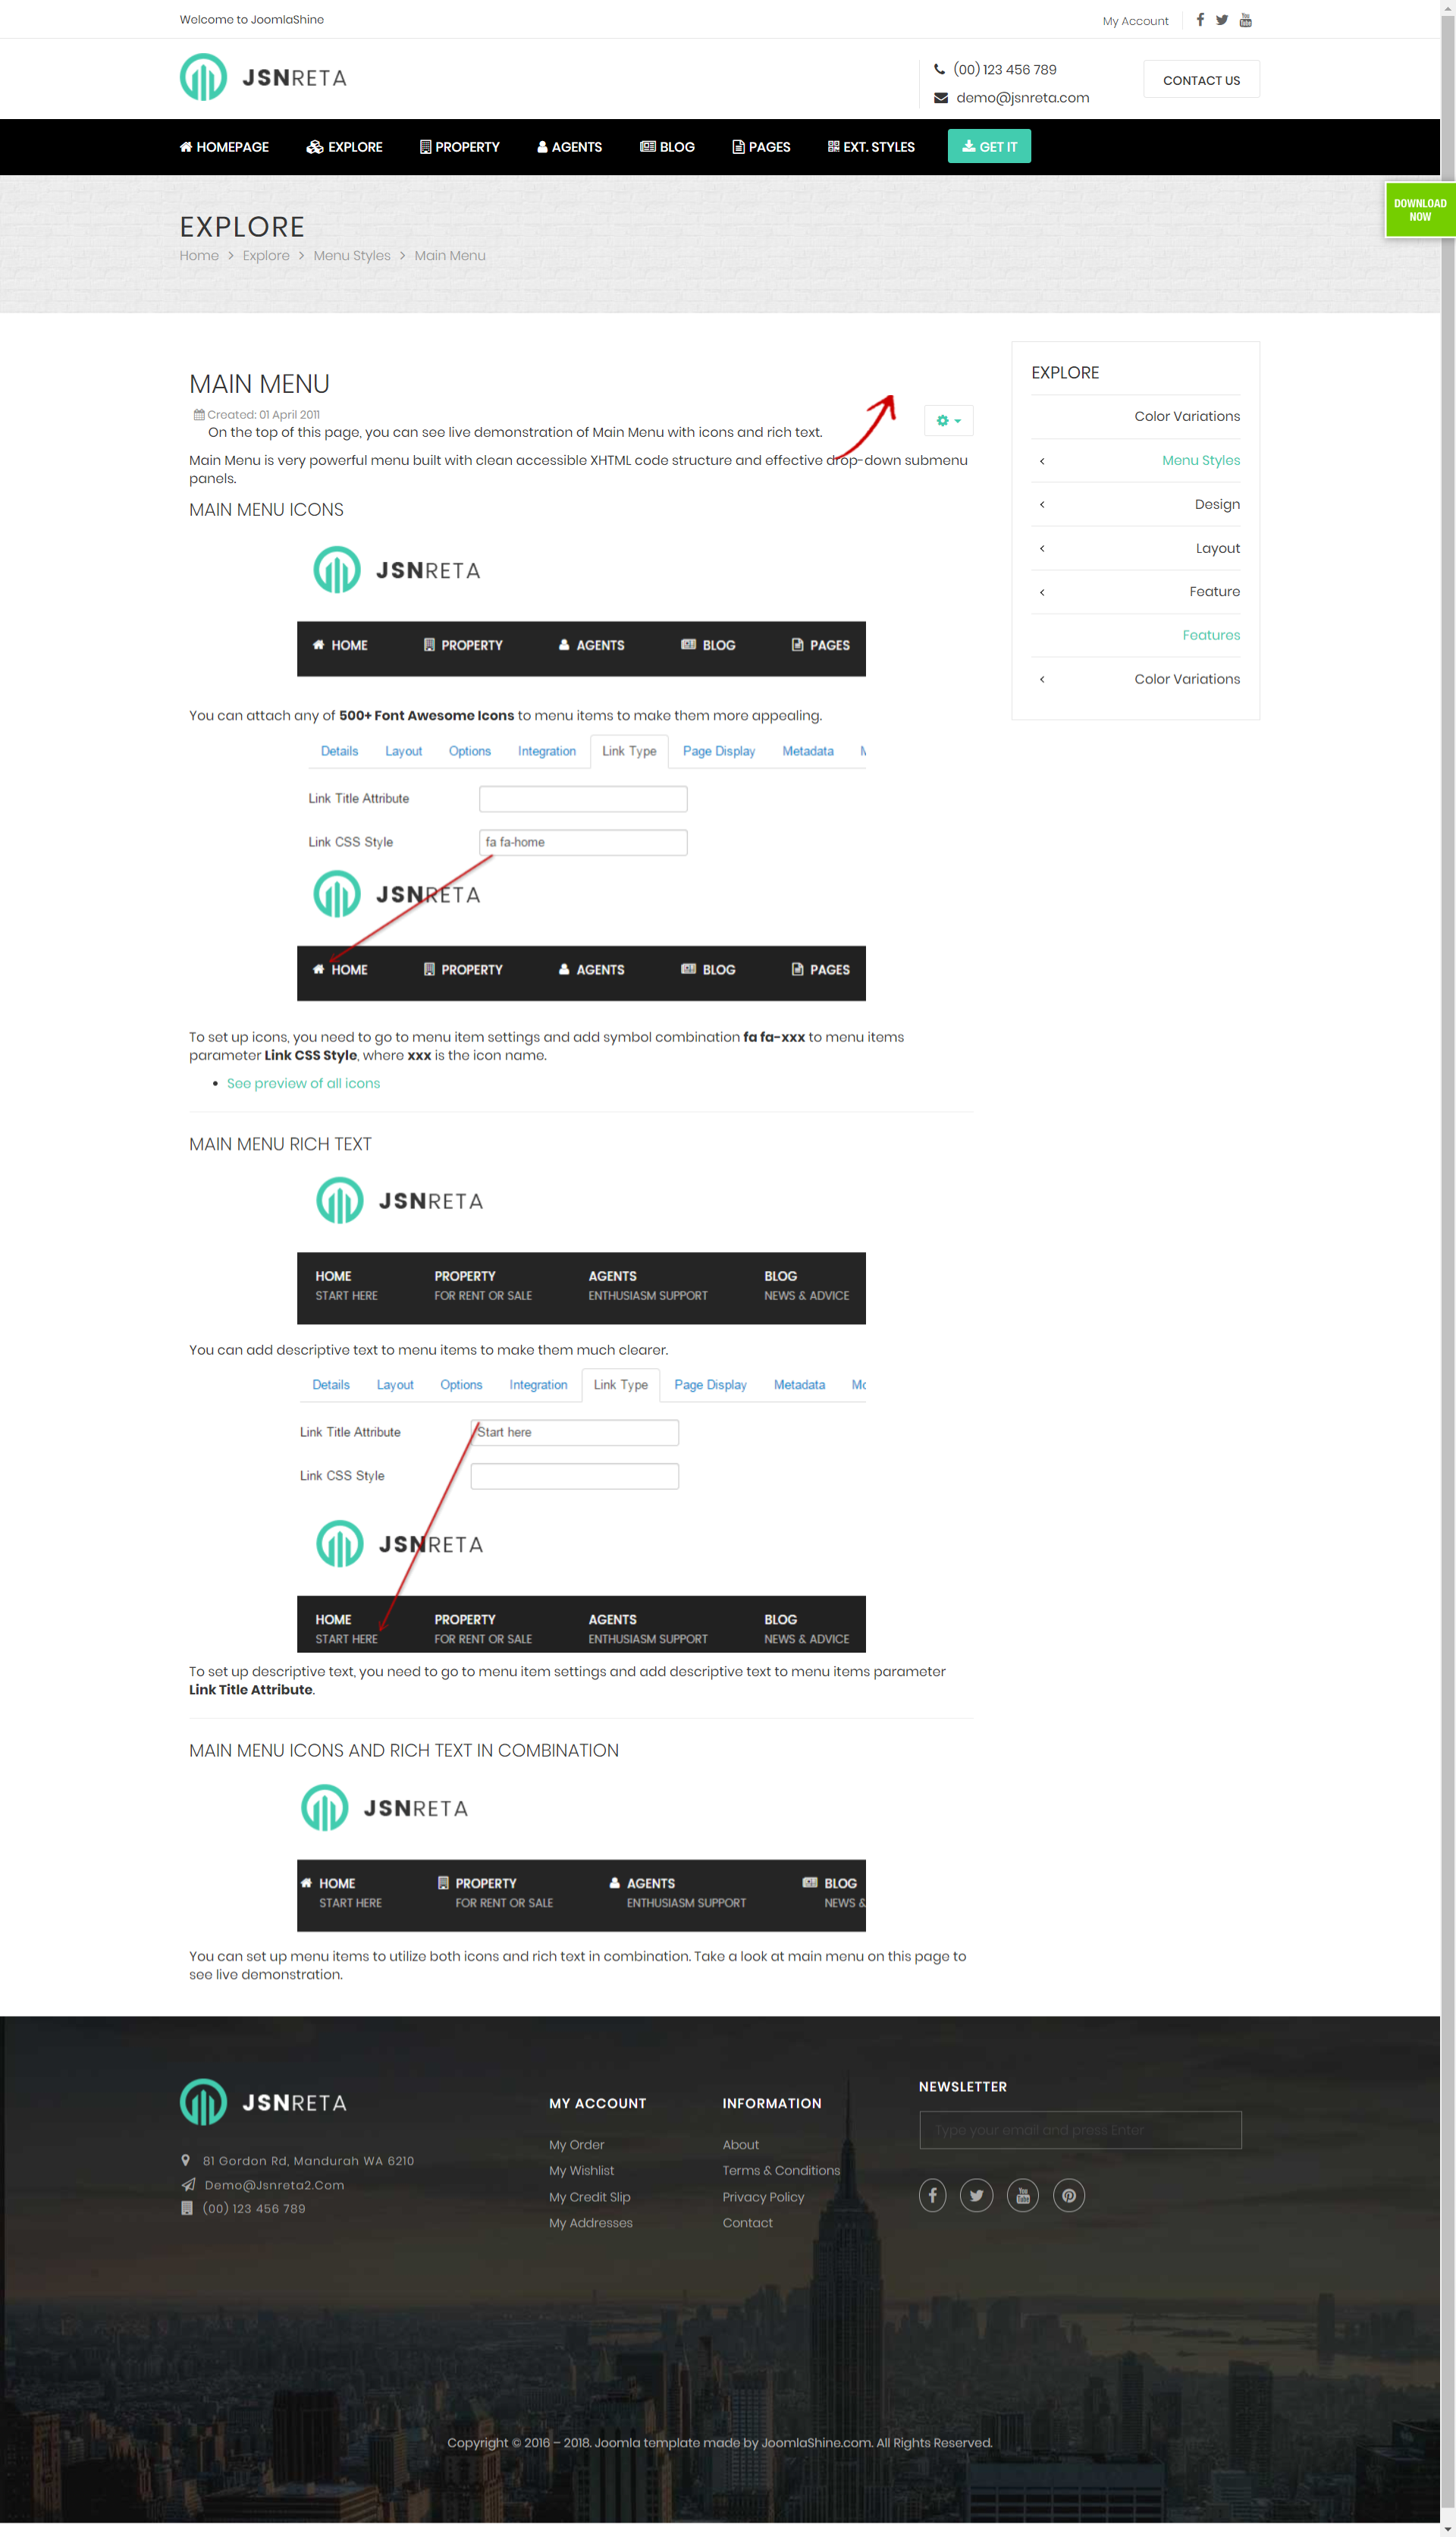 Welcome to JoomlaShine
My Account
JSNRETA
(00) 123 456 789
demo@jsnreta.com
CONTACT US
HOMEPAGE EXPLORE PROPERTY AGENTS BLOG PAGES EXT. STYLES GET IT
DOWNLOAD
NOW
EXPLORE
Home > Explore > Menu Styles > Main Menu
MAIN MENU
Created: 01 April 2011
On the top of this page, you can see live demonstration of Main Menu with icons and rich text.
Main Menu is very powerful menu built with clean accessible XHTML code structure and effective drop-down submenu
panels.
MAIN MENU ICONS
JSNRETA
HOME PROPERTY AGENTS BLOG PAGES
You can attach any of 500+ Font Awesome Icons to menu items to make them more appealing.
Details Layout Options Integration Link Type Page Display Metadata
Link Title Attribute
Link CSS Style fa fa-home
JSNRETA
HOME PROPERTY AGENTS BLOG PAGES
To set up icons, you need to go to menu item settings and add symbol combination fa fa-xxx to menu items
parameter Link CSS Style, where xxx is the icon name.
• See preview of all icons
MAIN MENU RICH TEXT
JSNRETA
HOME PROPERTY AGENTS BLOG
START HERE FOR RENT OR SALE ENTHUSIASM SUPPORT NEWS & ADVICE
You can add descriptive text to menu items to make them much clearer.
Details Layout Options Integration Link Type Page Display Metadata Mo
Link Title Attribute Start here
Link CSS Style
JSNRETA
HOME PROPERTY AGENTS BLOG
START HERE FOR RENT OR SALE ENTHUSIASM SUPPORT NEWS & ADVICE
To set up descriptive text, you need to go to menu item settings and add descriptive text to menu items parameter
Link Title Attribute.
MAIN MENU ICONS AND RICH TEXT IN COMBINATION
JSNRETA
HOME PROPERTY AGENTS BLOG
START HERE FOR RENT OR SALE ENTHUSIASM SUPPORT NEWS &
You can set up menu items to utilize both icons and rich text in combination. Take a look at main menu on this page to
see live demonstration.
EXPLORE
Color Variations
Menu Styles
Design
Layout
Feature
Features
Color Variations
JSNRETA
81 Gordon Rd, Mandurah WA 6210
Demo@Jsnreta2.Com
(00) 123 456 789
MY ACCOUNT
My Order
My Wishlist
My Credit Slip
My Addresses
INFORMATION
About
Terms & Conditions
Privacy Policy
Contact
NEWSLETTER
Type your email and press Enter
Copyright © 2016 – 2018. Joomla template made by JoomlaShine.com. All Rights Reserved.